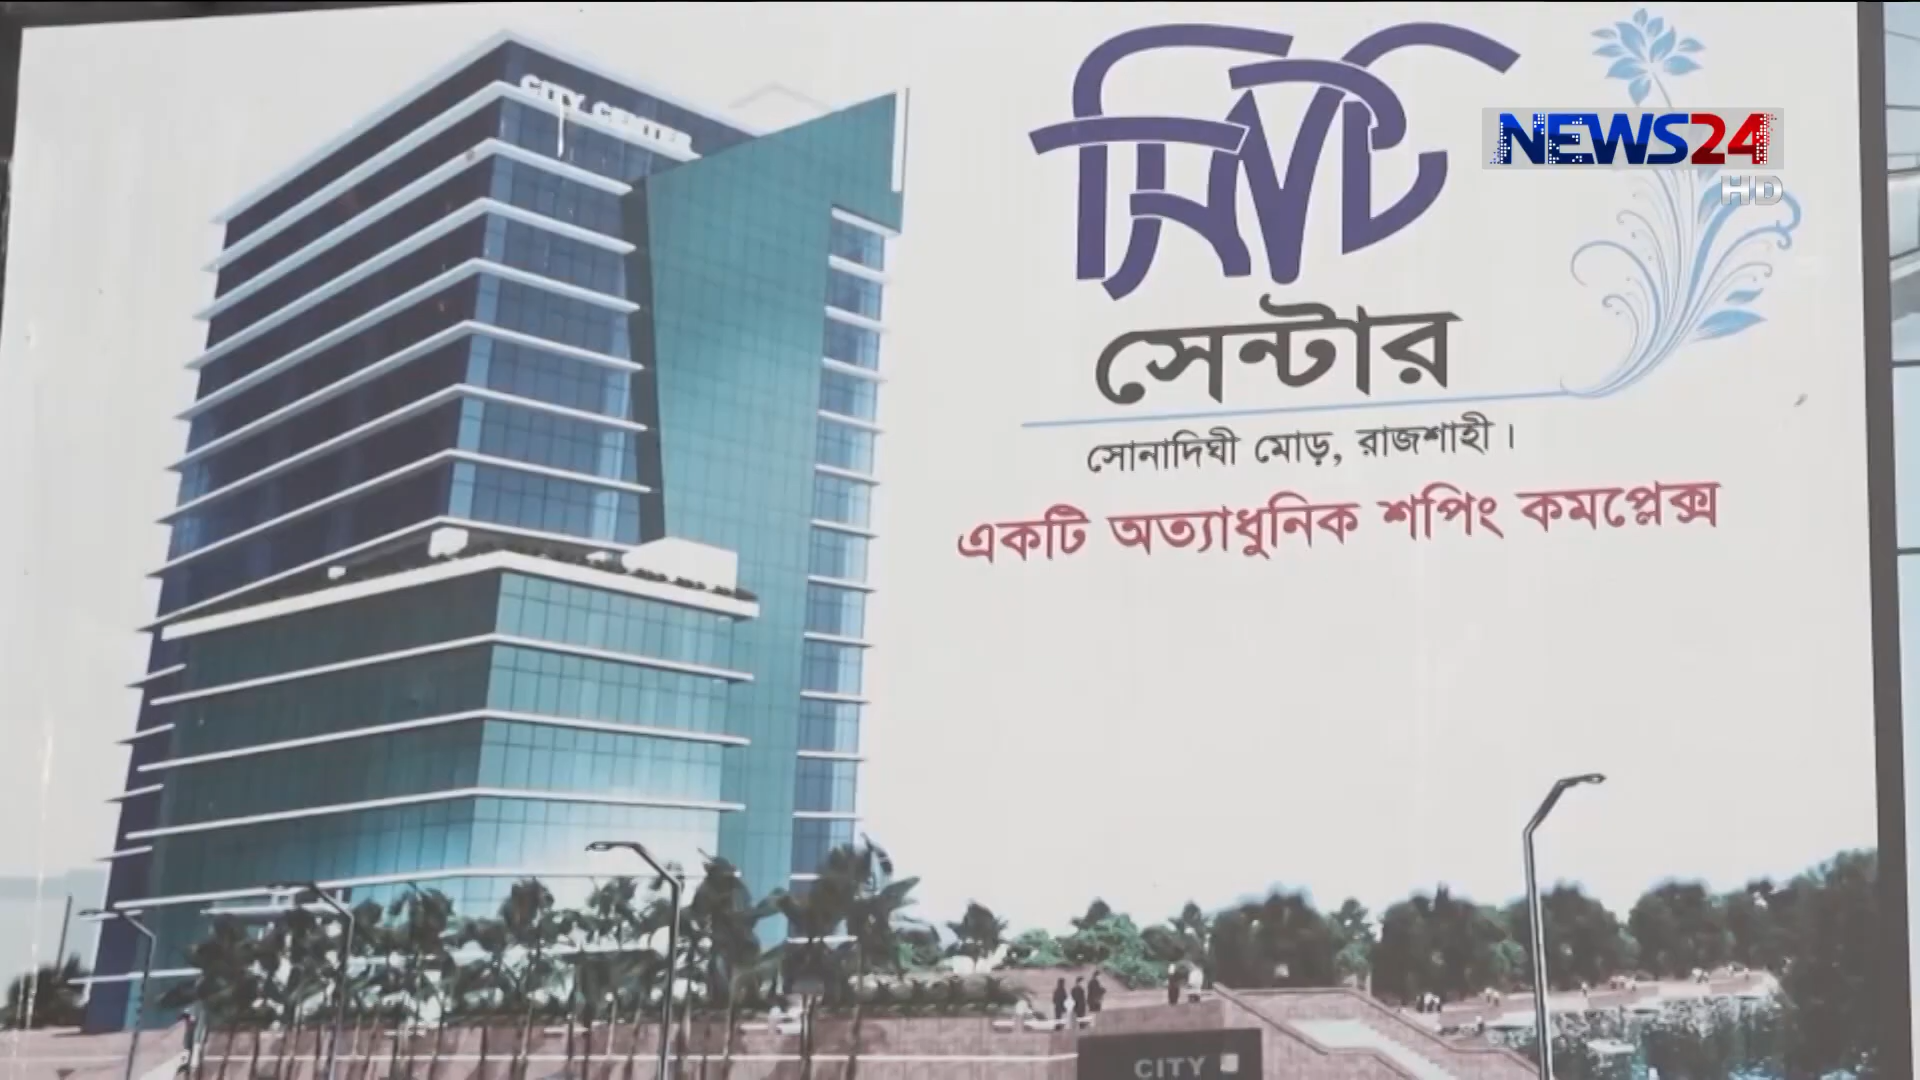 CITY CENTER
সিটি
NEWS24
HD
সেন্টার
সোনাদিঘী মোড়, রাজশাহী।
একটি অত্যাধুনিক শপিং কমপ্লেক্স
CITY